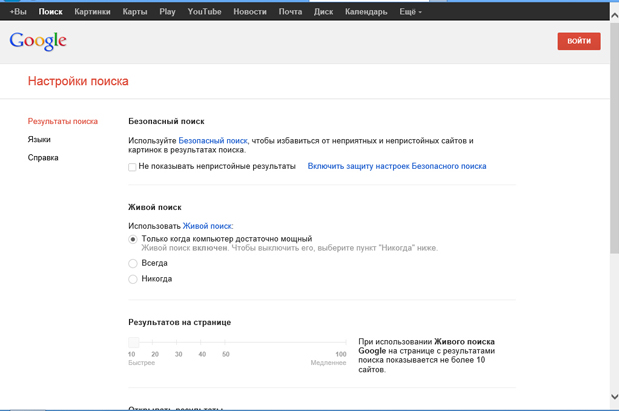 +Вы Поиск Картинки Карты Play YouTube Новости Почта Диск Календарь Ещё
Google
ВОЙТИ
Настройки поиска
Результаты поиска
Языки
Справка
Безопасный поиск
Используйте Безопасный поиск, чтобы избавиться от неприятных и непристойных сайтов и
картинок в результатах поиска.
Не показывать непристойные результаты Включить защиту настроек Безопасного поиска
Живой поиск
Использовать Живой поиск:
Только когда компьютер достаточно мощный
Живой поиск включен. Чтобы выключить его, выберите пункт "Никогда" ниже.
Всегда
Никогда
Результатов на странице
10 20 30 40 50 100
Быстрее Медленнее
При использовании Живого поиска
Google на странице с результатами
поиска показывается не более 10
сайтов.
Открывать результаты